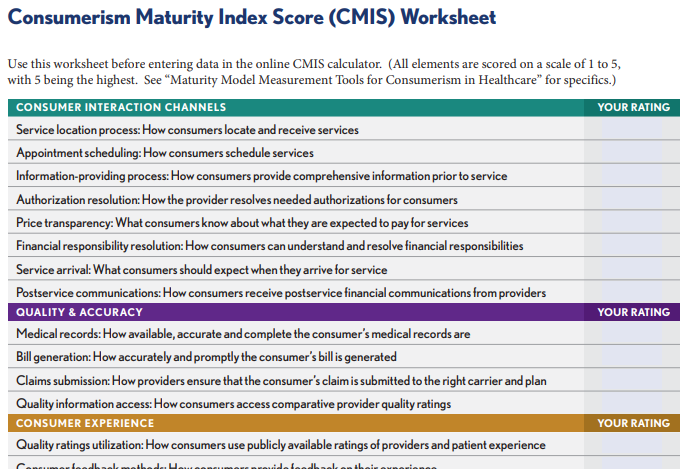 Consumerism Maturity Index Score (CMIS) Worksheet
Use this worksheet before entering data in the online CMIS calculator. (All elements are scored on a scale of 1 to 5,
with 5 being the highest. See “Maturity Model Measurement Tools for Consumerism in Healthcare” for specifics.)
CONSUMER INTERACTION CHANNELS YOUR RATING
Service location process: How consumers locate and receive services
Appointment scheduling: How consumers schedule services
Information-providing process: How consumers provide comprehensive information prior to service
Authorization resolution: How the provider resolves needed authorizations for consumers
Price transparency: What consumers know about what they are expected to pay for services
Financial responsibility resolution: How consumers can understand and resolve financial responsibilities
Service arrival: What consumers should expect when they arrive for service
Postservice communications: How consumers receive postservice financial communications from providers
QUALITY & ACCURACY YOUR RATING
Medical records: How available, accurate and complete the consumer’s medical records are
Bill generation: How accurately and promptly the consumer’s bill is generated
Claims submission: How providers ensure that the consumer’s claim is submitted to the right carrier and plan
Quality information access: How consumers access comparative provider quality ratings
CONSUMER EXPERIENCE YOUR RATING
Quality ratings utilization: How consumers use publicly available ratings of providers and patient experience
Consumer feedback methods: How consumers provide feedback on their experience